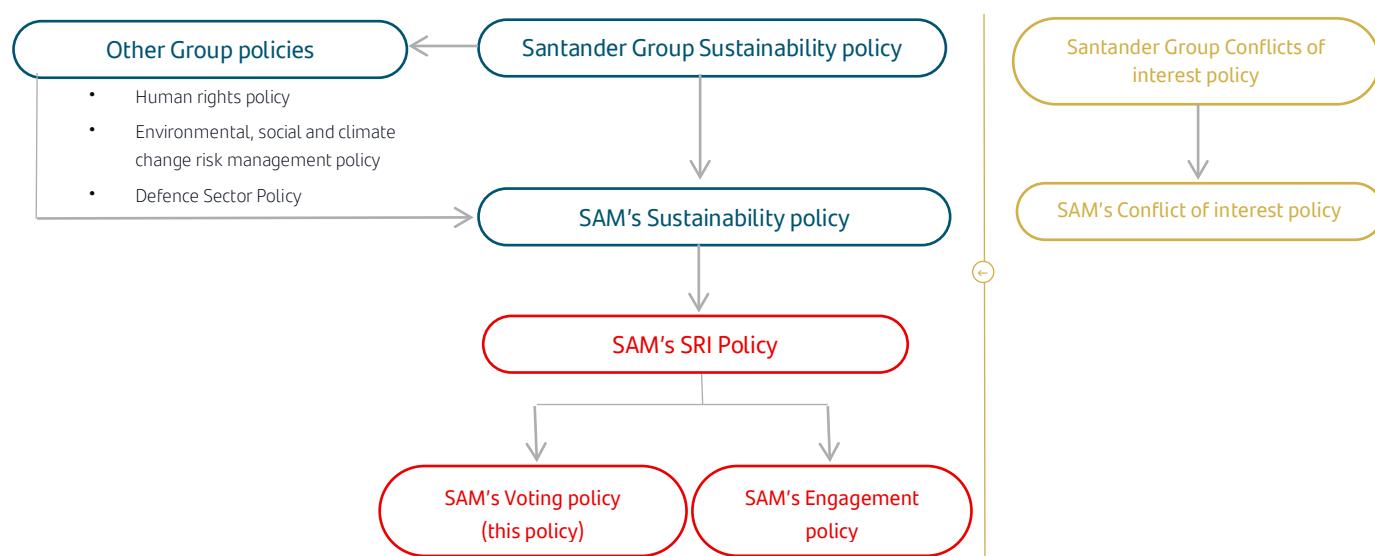 Other Group policies
Santander Group Sustainability policy
Santander Group Conflicts of
interest policy
• Human rights policy
• Environmental, social and climate
change risk management policy
• Defence Sector Policy
SAM's Sustainability policy
SAM's Conflict of interest policy
←
SAM's SRI Policy
SAM's Voting policy
(this policy)
SAM's Engagement
policy